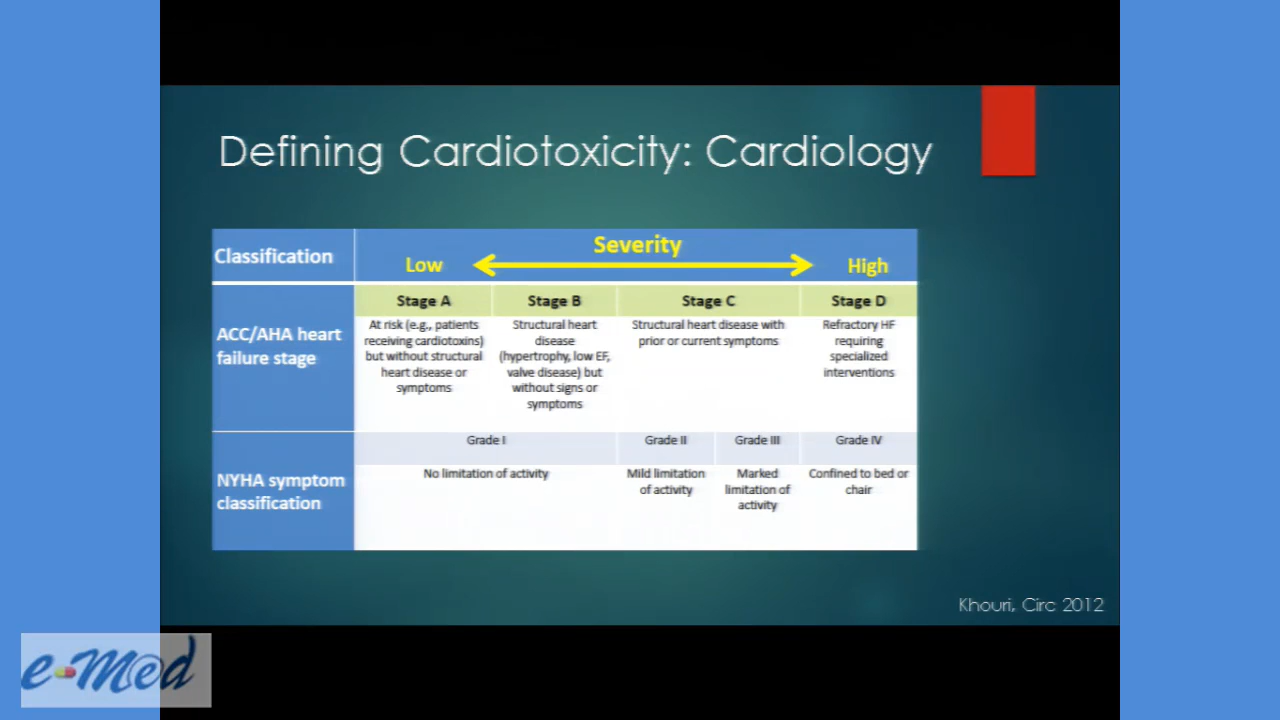 Defining Cardiotoxicity: Cardiology
Classification
Severity
Low
High
ACC/AHA heart
failure stage
Stage A
Stage B
Stage C
Stage D
At risk (e.g., patients
receiving cardiotoxins)
but without structural
heart disease or
symptoms
Structural heart
disease
(hypertrophy, low EF,
valve disease) but
without signs or
symptoms
Structural heart disease with
prior or current symptoms
Refractory HF
requiring
specialized
interventions
NYHA symptom
classification
Grade I
Grade II
Grade III
Grade IV
No limitation of activity
Mild limitation
of activity
Marked
limitation of
activity
Confined to bed or
chair
Khouri, Circ 2012
e-Med